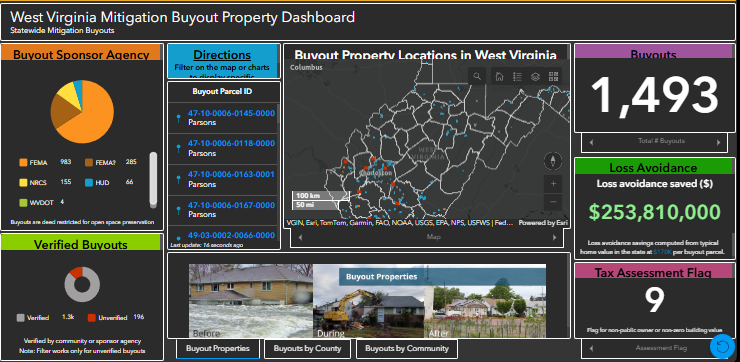 West Virginia Mitigation Buyout Property Dashboard
Statewide Mitigation Buyouts
Buyout Sponsor Agency
FEMA 983
FEMA? 285
NRCS 155
HUD 66
WVDOT 4
Buyouts are deed restricted for open space preservation
Verified Buyouts
Verified 1.3k
Unverified 196
Verified by community or sponsor agency
Note: Filter works only for unverified buyouts
Directions
Filter on the map or charts
to display specific
Buyout Parcel ID
47-10-0006-0145-0000
Parsons
47-10-0006-0118-0000
Parsons
47-10-0006-0163-0001
Parsons
47-10-0006-0167-0000
Parsons
49-03-0002-0066-0000
Last update: 16 seconds ago
Buyout Property Locations in West Virginia
Columbus
WEST
VIRGINIA
Charleston
100 km
50 mi
VGIN, Esri, TomTom, Garmin, FAO, NOAA, USGS, EPA, NPS, USFWS | Fed...
Powered by Esri
Map
Buyout Properties
Before
During
After
Buyout Properties
Buyouts by County
Buyouts by Community
Buyouts
1,493
Total # Buyouts
Loss Avoidance
Loss avoidance saved ($)
$253,810,000
Loss avoidance savings computed from typical
home value in the state at $170K per buyout parcel.
Tax Assessment Flag
9
Flag for non-public owner or non-zero building value
Assessment Flag